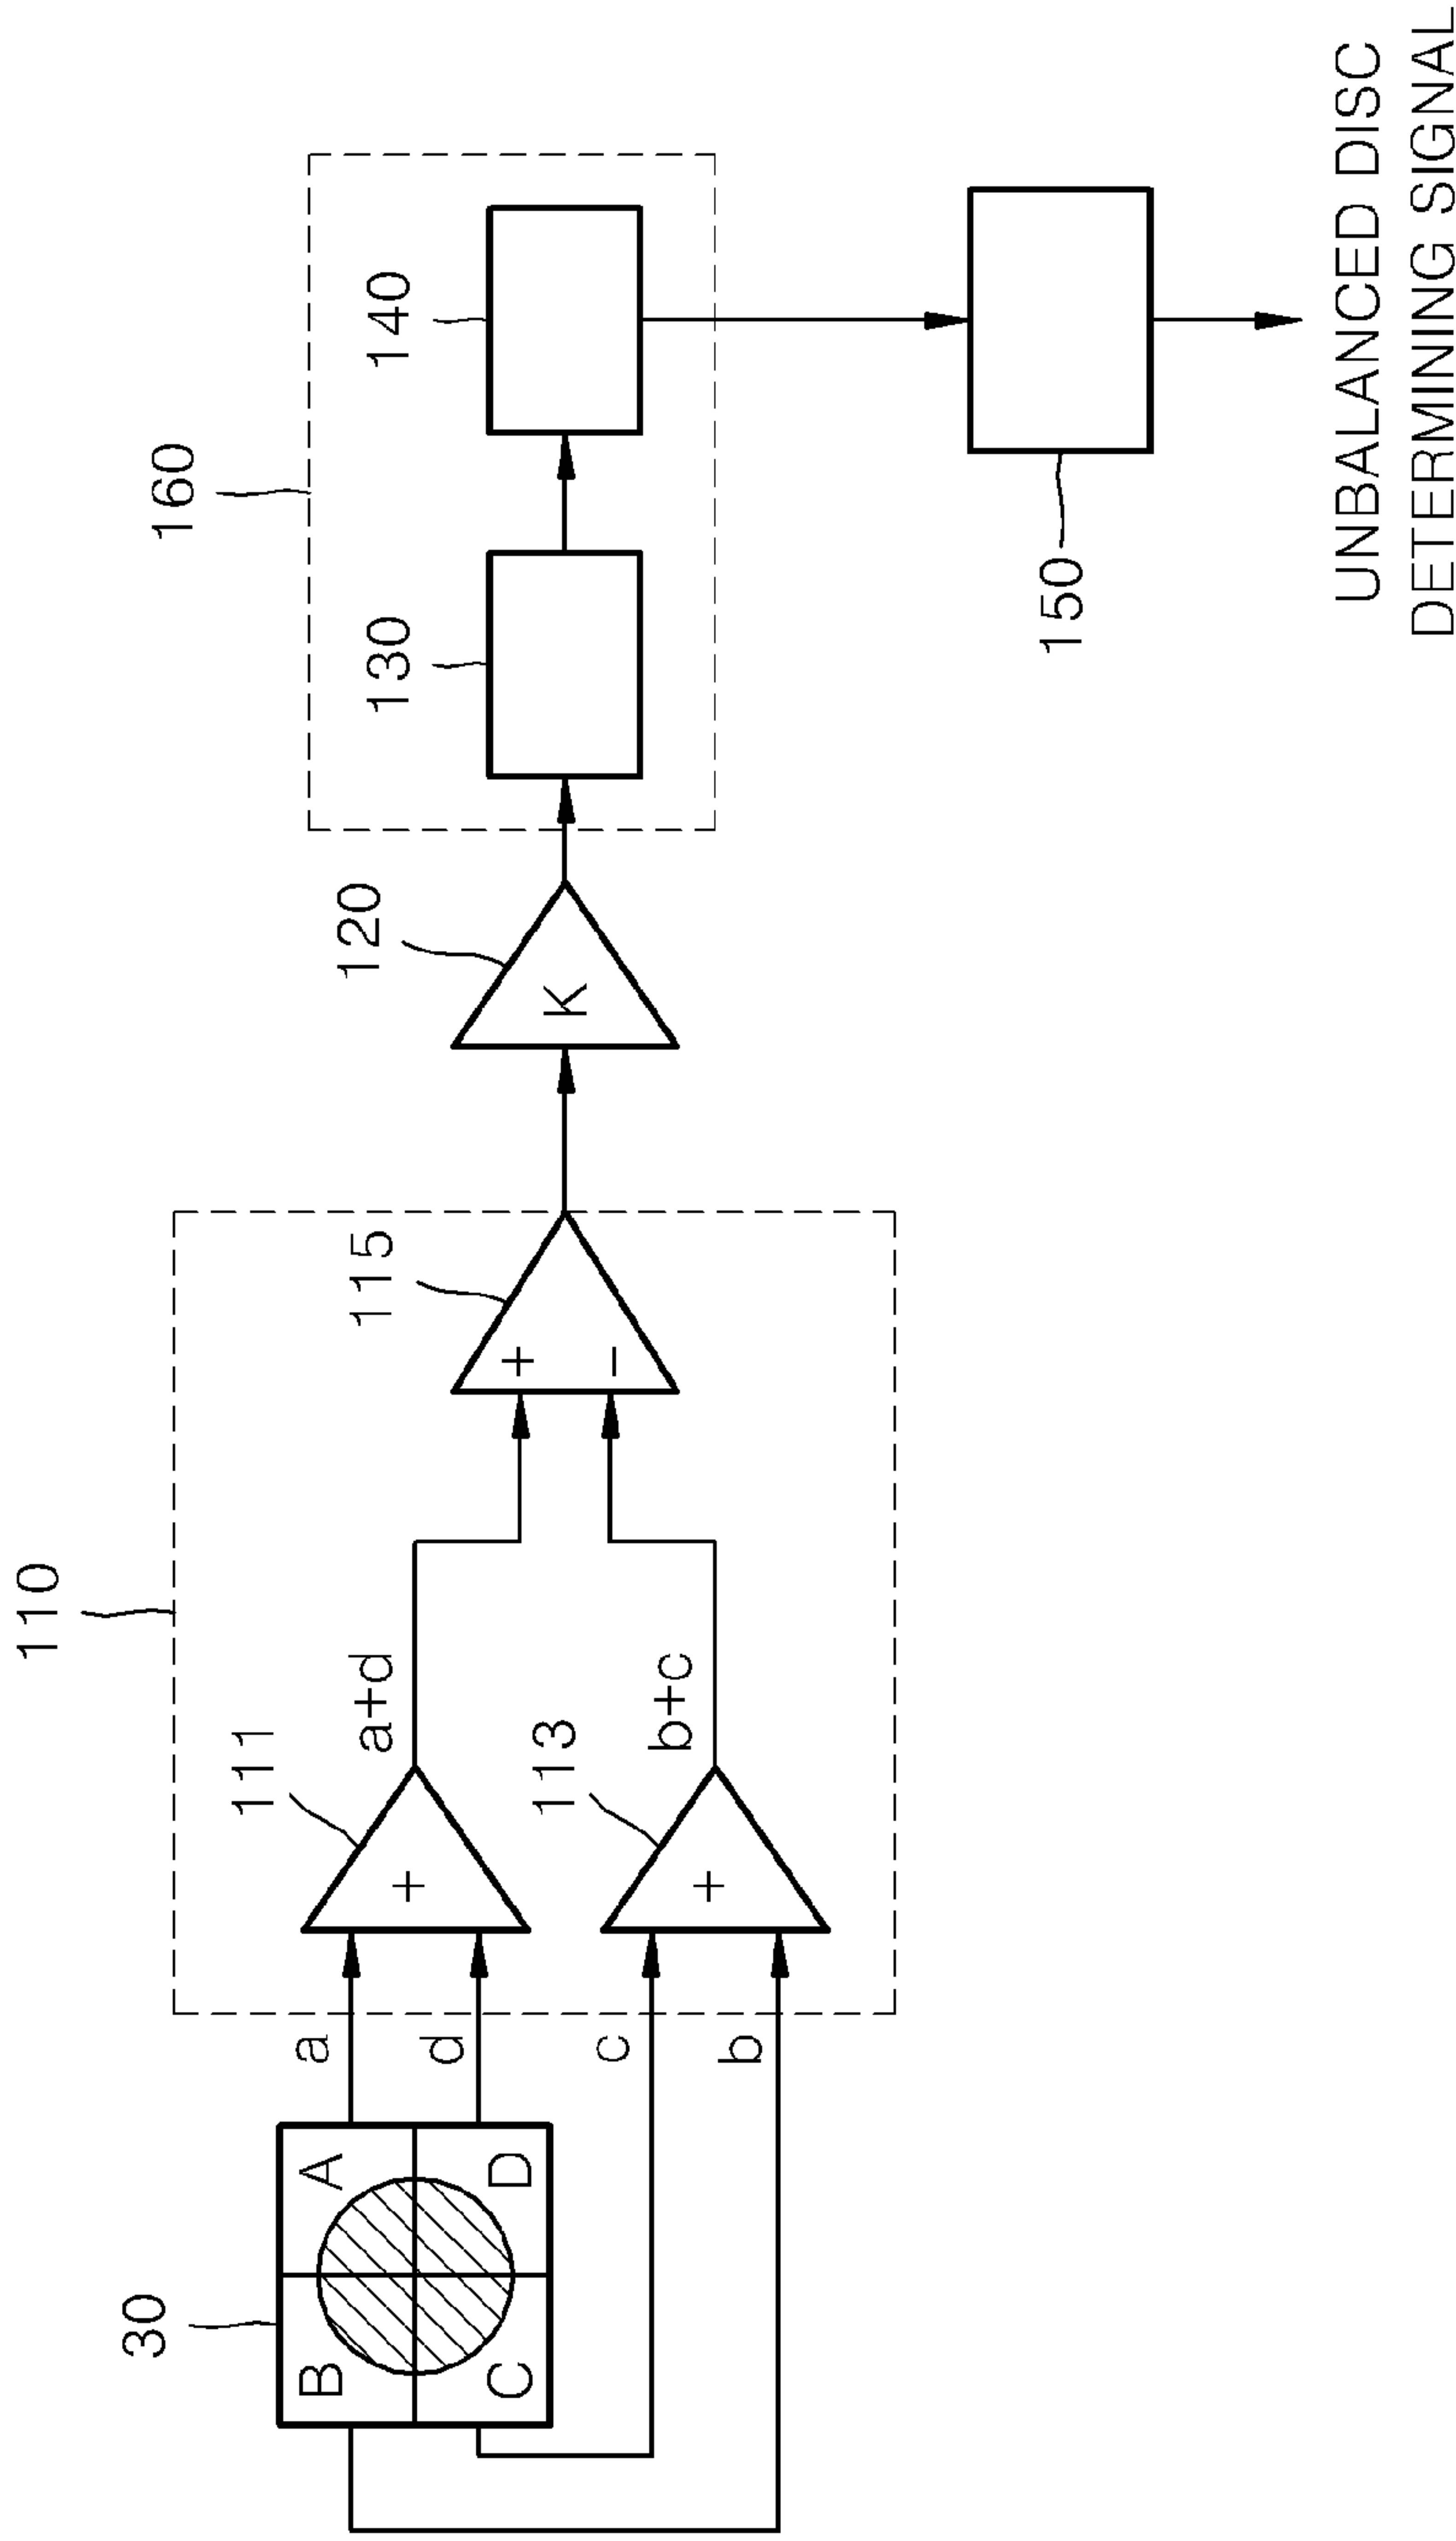 110
160
111
a+d
115
120
130
140
30
B
A
a
+
+
K
C
D
d
113
b+c
-
c
+
b
150
UNBALANCED DISC
DETERMINING SIGNAL